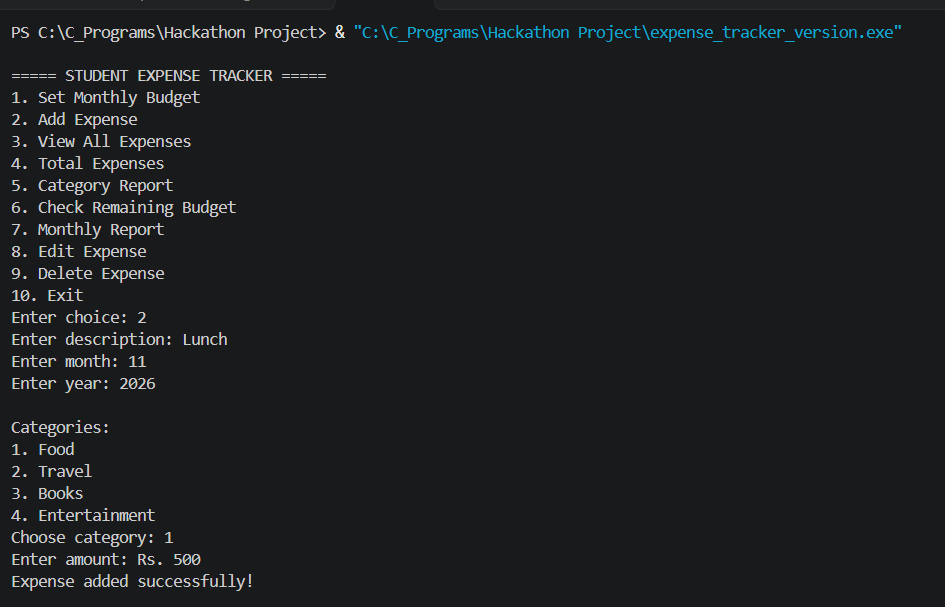 PS C:\C_Programs\Hackathon Project> & "C:\C_Programs\Hackathon Project\expense_tracker_version.exe"
===== STUDENT EXPENSE TRACKER =====
1. Set Monthly Budget
2. Add Expense
3. View All Expenses
4. Total Expenses
5. Category Report
6. Check Remaining Budget
7. Monthly Report
8. Edit Expense
9. Delete Expense
10. Exit
Enter choice: 2
Enter description: Lunch
Enter month: 11
Enter year: 2026
Categories:
1. Food
2. Travel
3. Books
4. Entertainment
Choose category: 1
Enter amount: Rs. 500
Expense added successfully!